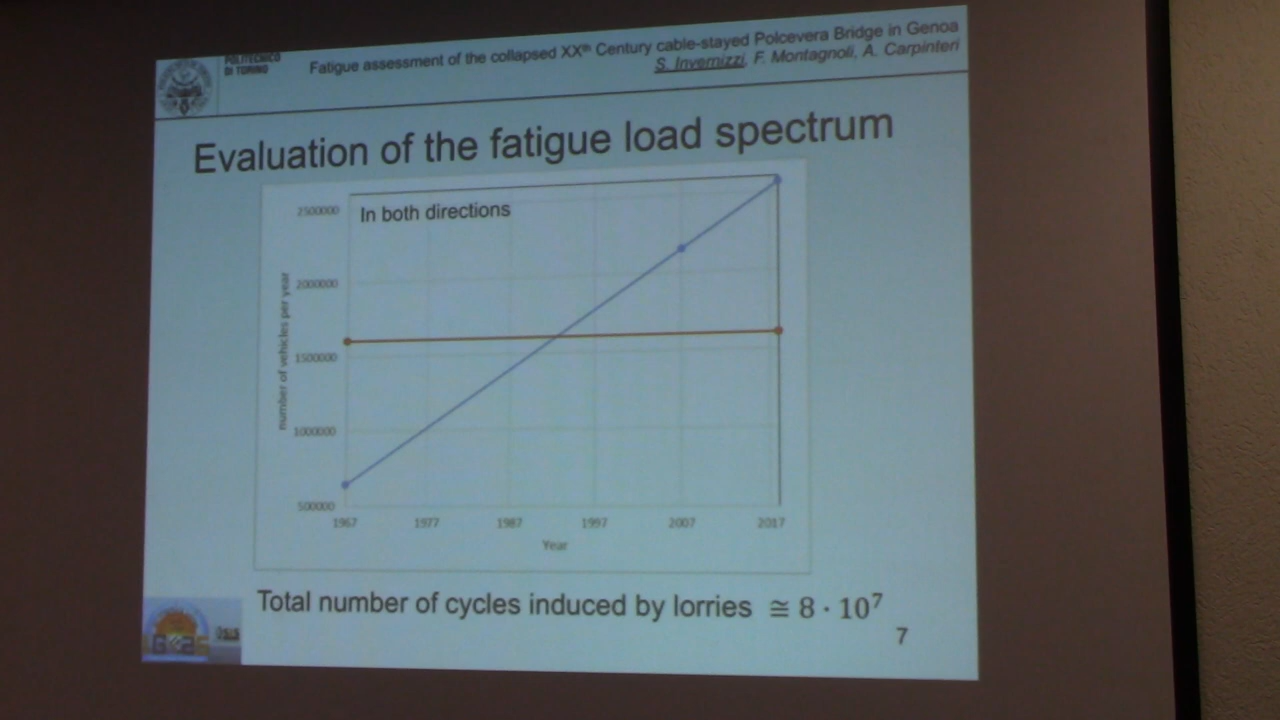 POLITECNICO
DI TORINO
Fatigue assessment of the collapsed XXth Century cable-stayed Polcevera Bridge in Genoa
S. Invernizzi, F. Montagnoli, A. Carpinteri
Evaluation of the fatigue load spectrum
In both directions
2500000
2000000
1500000
1000000
500000
number of vehicles per year
1967 1977 1987 1997 2007 2017
Year
Total number of cycles induced by lorries ≅ 8 · 10⁷
7